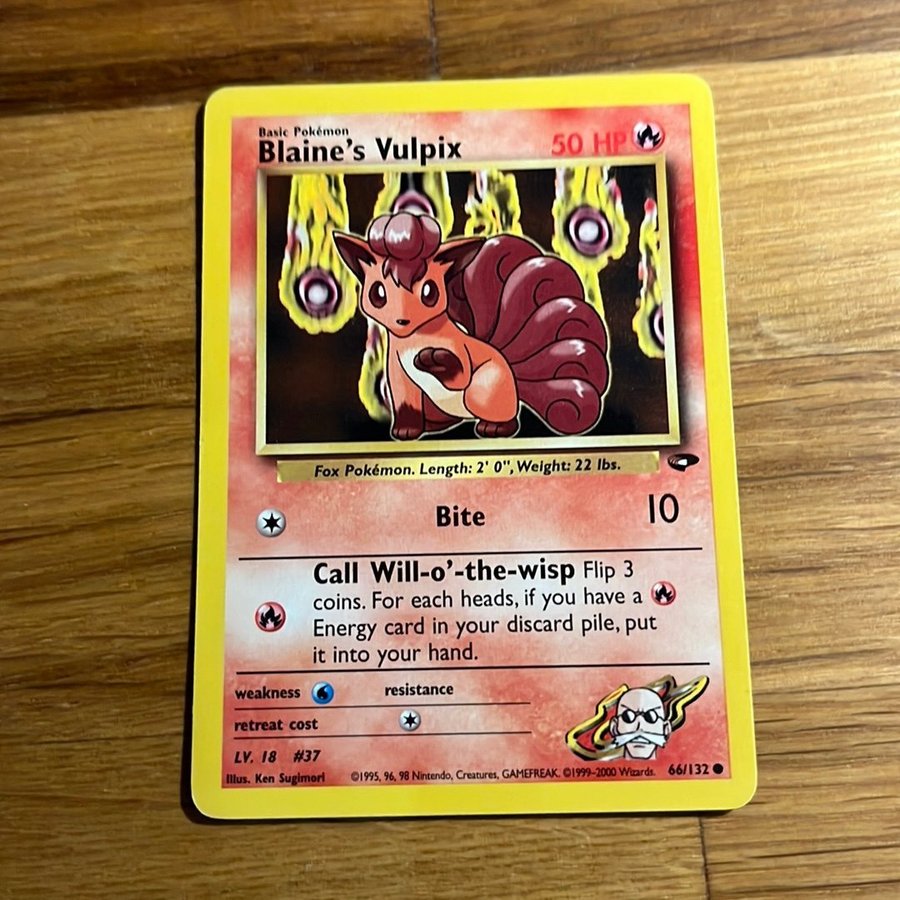 Basic Pokémon
Blaine's Vulpix 50 HP
Fox Pokémon. Length: 2' 0", Weight: 22 lbs.
Bite 10
Call Will-o'-the-wisp Flip 3
coins. For each heads, if you have a
Energy card in your discard pile, put
it into your hand.
weakness resistance
retreat cost
LV. 18 #37
Illus. Ken Sugimori ©1995, 96, 98 Nintendo, Creatures, GAMEFREAK. ©1999-2000 Wizards. 66/132